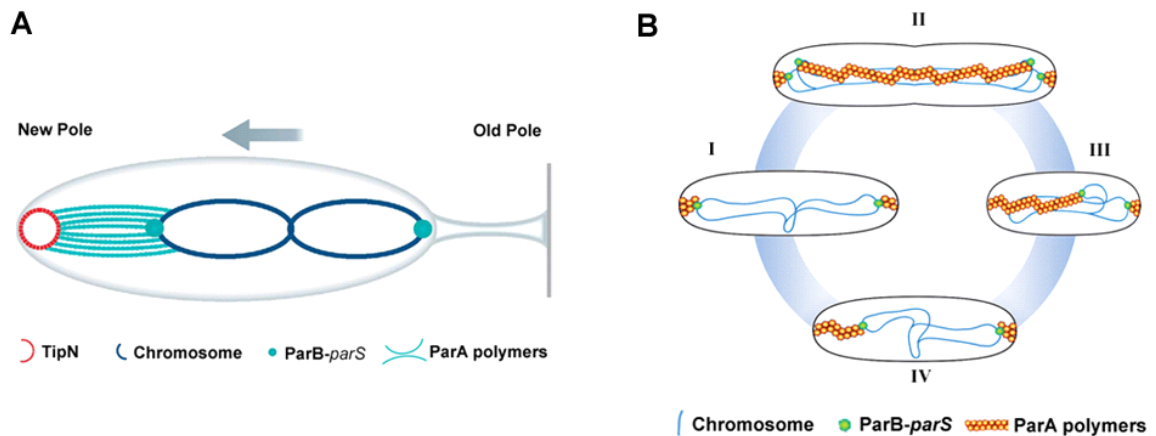 A
New Pole
Old Pole
TipN
Chromosome
ParB-parS
ParA polymers
B
II
I
III
IV
Chromosome
ParB-parS
ParA polymers